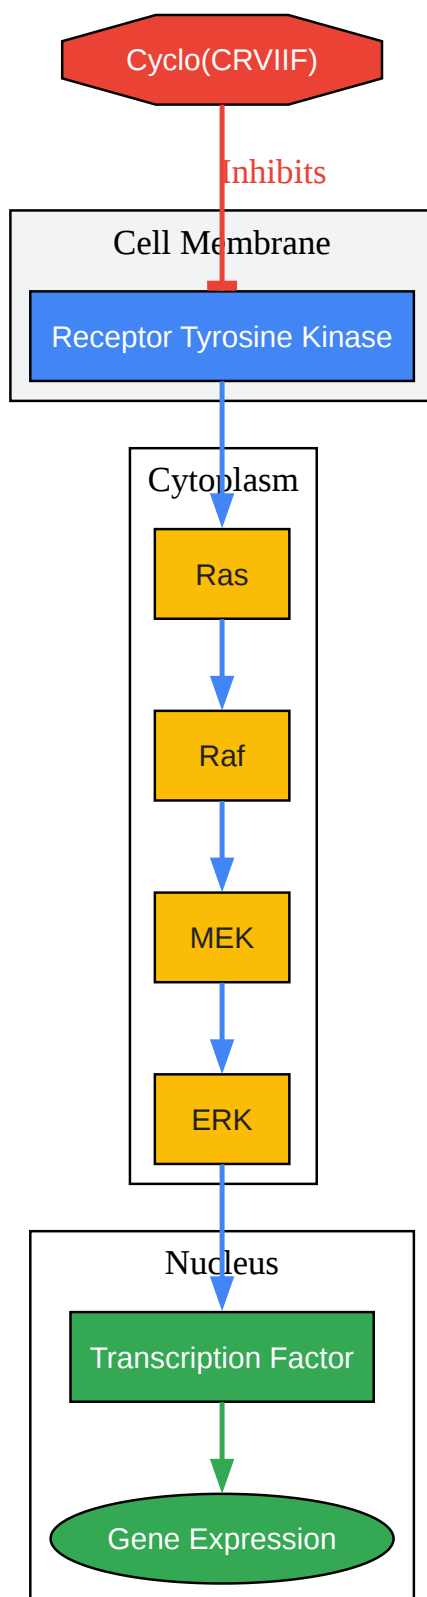 Cyclo(CRVIIF)
Inhibits
Cell Membrane
Receptor Tyrosine Kinase
Cytoplasm
Ras
Raf
MEK
ERK
Nucleus
Transcription Factor
Gene Expression